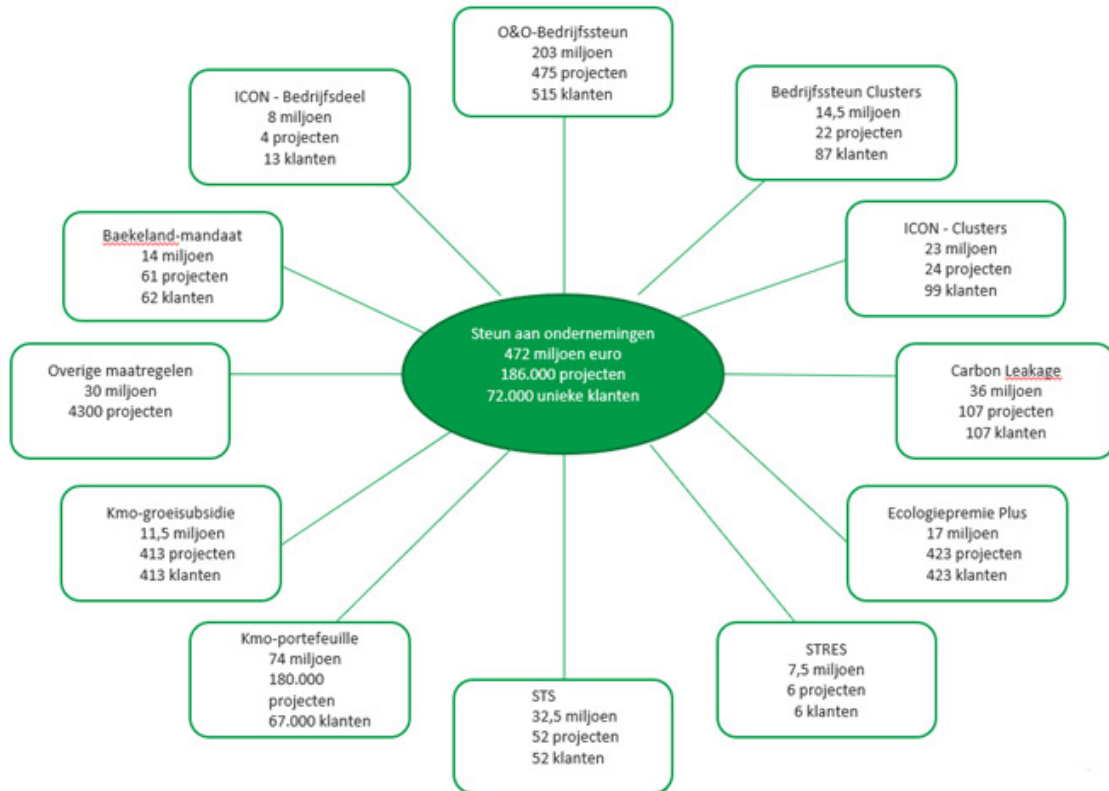 O&O-Bedrijfssteun
203 miljoen
475 projecten
515 klanten
Bedrijfssteun Clusters
14,5 miljoen
22 projecten
87 klanten
ICON - Clusters
23 miljoen
24 projecten
99 klanten
Carbon Leakage
36 miljoen
107 projecten
107 klanten
Ecologiepremie Plus
17 miljoen
423 projecten
423 klanten
STRES
7,5 miljoen
6 projecten
6 klanten
STS
32,5 miljoen
52 projecten
52 klanten
Kmo-portefeuille
74 miljoen
180.000
projecten
67.000 klanten
Kmo-groeisubsidie
11,5 miljoen
413 projecten
413 klanten
Overige maatregelen
30 miljoen
4300 projecten
Baekeland-mandaat
14 miljoen
61 projecten
62 klanten
ICON - Bedrijfsdeel
8 miljoen
4 projecten
13 klanten
Steun aan ondernemingen
472 miljoen euro
186.000 projecten
72.000 unieke klanten